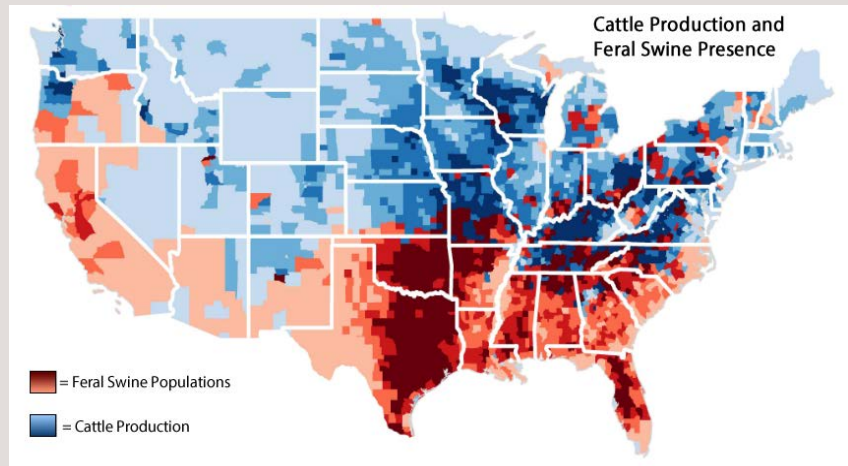 Cattle Production and
Feral Swine Presence
= Feral Swine Populations
= Cattle Production